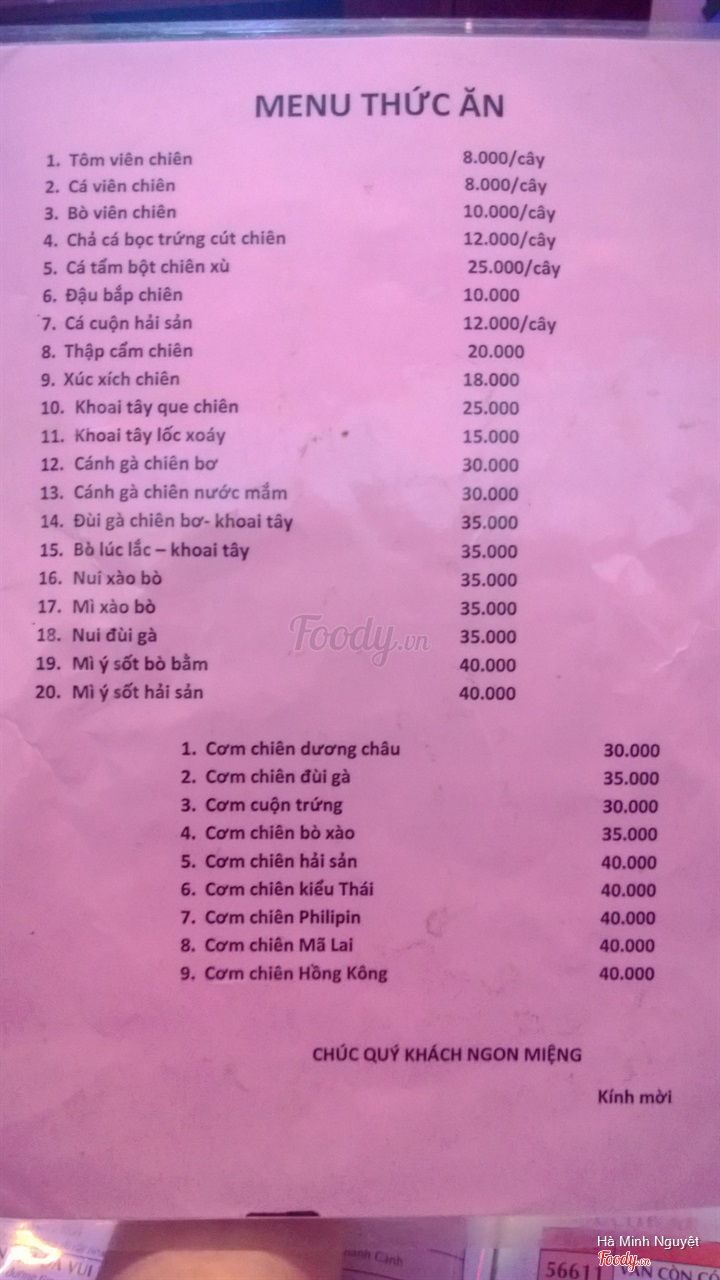 MENU THỨC ĂN
1. Tôm viên chiên 8.000/cây
2. Cá viên chiên 8.000/cây
3. Bò viên chiên 10.000/cây
4. Chả cá bọc trứng cút chiên 12.000/cây
5. Cá tẩm bột chiên xù 25.000/cây
6. Đậu bắp chiên 10.000
7. Cá cuộn hải sản 12.000/cây
8. Thập cẩm chiên 20.000
9. Xúc xích chiên 18.000
10. Khoai tây que chiên 25.000
11. Khoai tây lốc xoáy 15.000
12. Cánh gà chiên bơ 30.000
13. Cánh gà chiên nước mắm 30.000
14. Đùi gà chiên bơ- khoai tây 35.000
15. Bò lúc lắc – khoai tây 35.000
16. Nui xào bò 35.000
17. Mì xào bò 35.000
18. Nui đùi gà 35.000
19. Mì ý sốt bò bằm 40.000
20. Mì ý sốt hải sản 40.000
Foody.vn
1. Cơm chiên dương châu 30.000
2. Cơm chiên đùi gà 35.000
3. Cơm cuộn trứng 30.000
4. Cơm chiên bò xào 35.000
5. Cơm chiên hải sản 40.000
6. Cơm chiên kiểu Thái 40.000
7. Cơm chiên Philipin 40.000
8. Cơm chiên Mã Lai 40.000
9. Cơm chiên Hồng Kông 40.000
CHÚC QUÝ KHÁCH NGON MIỆNG
Kính mời
Hà Minh Nguyệt
Foody.vn
VUI
Cành
56611
CÒN